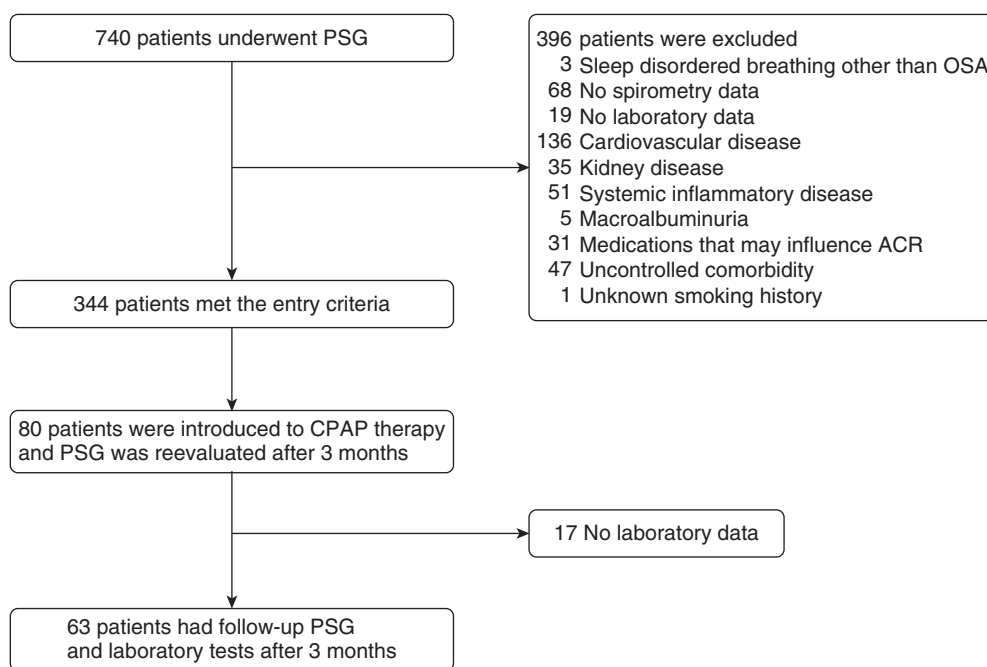 740 patients underwent PSG
396 patients were excluded
3 Sleep disordered breathing other than OSA
68 No spirometry data
19 No laboratory data
136 Cardiovascular disease
35 Kidney disease
51 Systemic inflammatory disease
5 Macroalbuminuria
31 Medications that may influence ACR
47 Uncontrolled comorbidity
1 Unknown smoking history
344 patients met the entry criteria
80 patients were introduced to CPAP therapy
and PSG was reevaluated after 3 months
17 No laboratory data
63 patients had follow-up PSG
and laboratory tests after 3 months